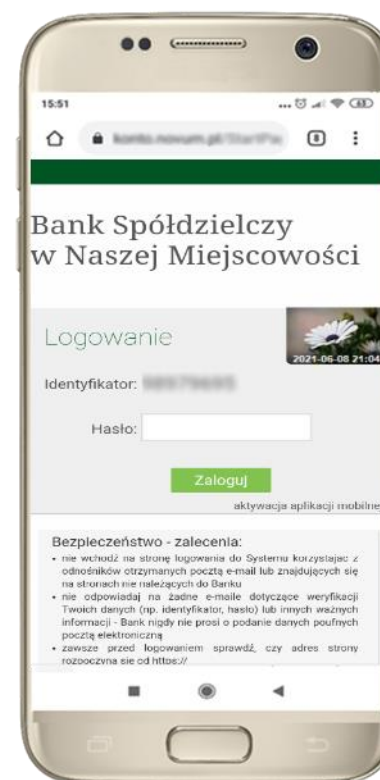 15:51
8
Bank Spółdzielczy
w Naszej Miejscowości
Logowanie
2021-06-08 21:04
Identyfikator:
Hasło:
Zaloguj
aktywacja aplikacji mobilne
Bezpieczeństwo - zalecenia:
• nie wchodź na stronę logowania do Systemu korzystając z
odnośników otrzymanych pocztą e-mail lub znajdujących się
na stronach nie należących do Banku
• nie odpowiadaj na żadne e-maile dotyczące weryfikacji
Twoich danych (np. identyfikator, hasło) lub innych ważnych
informacji - Bank nigdy nie prosi o podanie danych poufnych
pocztą elektroniczną
• zawsze przed logowaniem sprawdź, czy adres strony
rozpoczyna się od https://